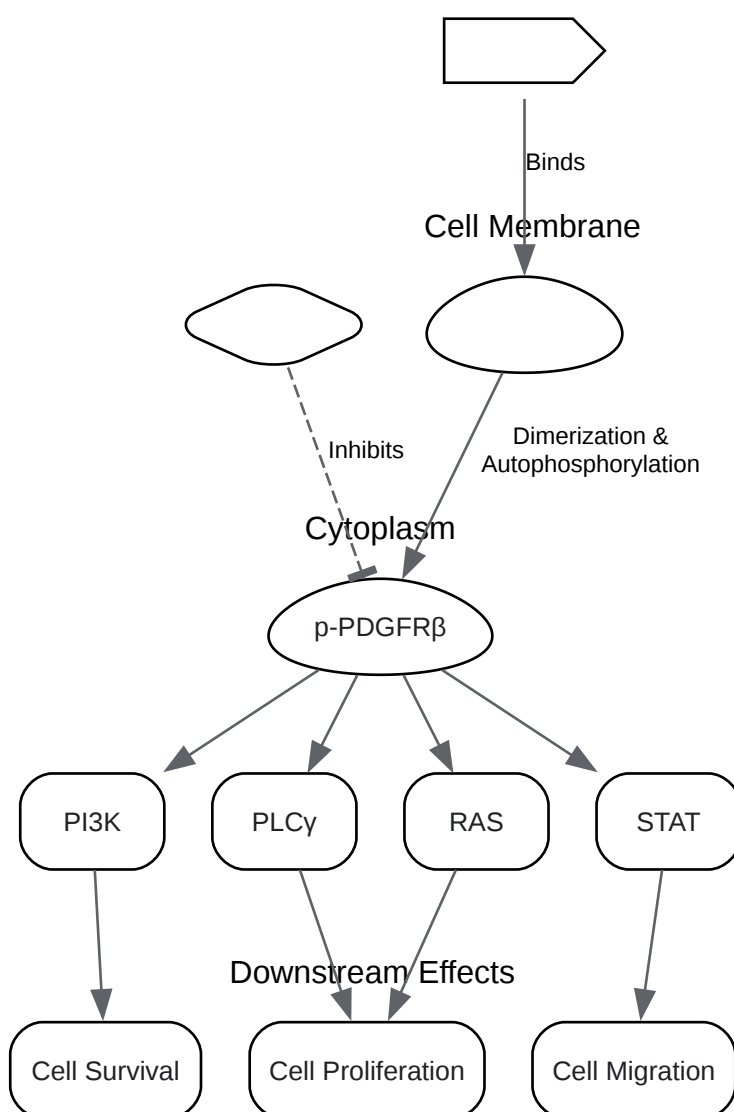 Binds
Cell Membrane
Inhibits
Dimerization &
Autophosphorylation
Cytoplasm
p-PDGFRβ
PI3K
PLCγ
RAS
STAT
Downstream Effects
Cell Survival
Cell Proliferation
Cell Migration